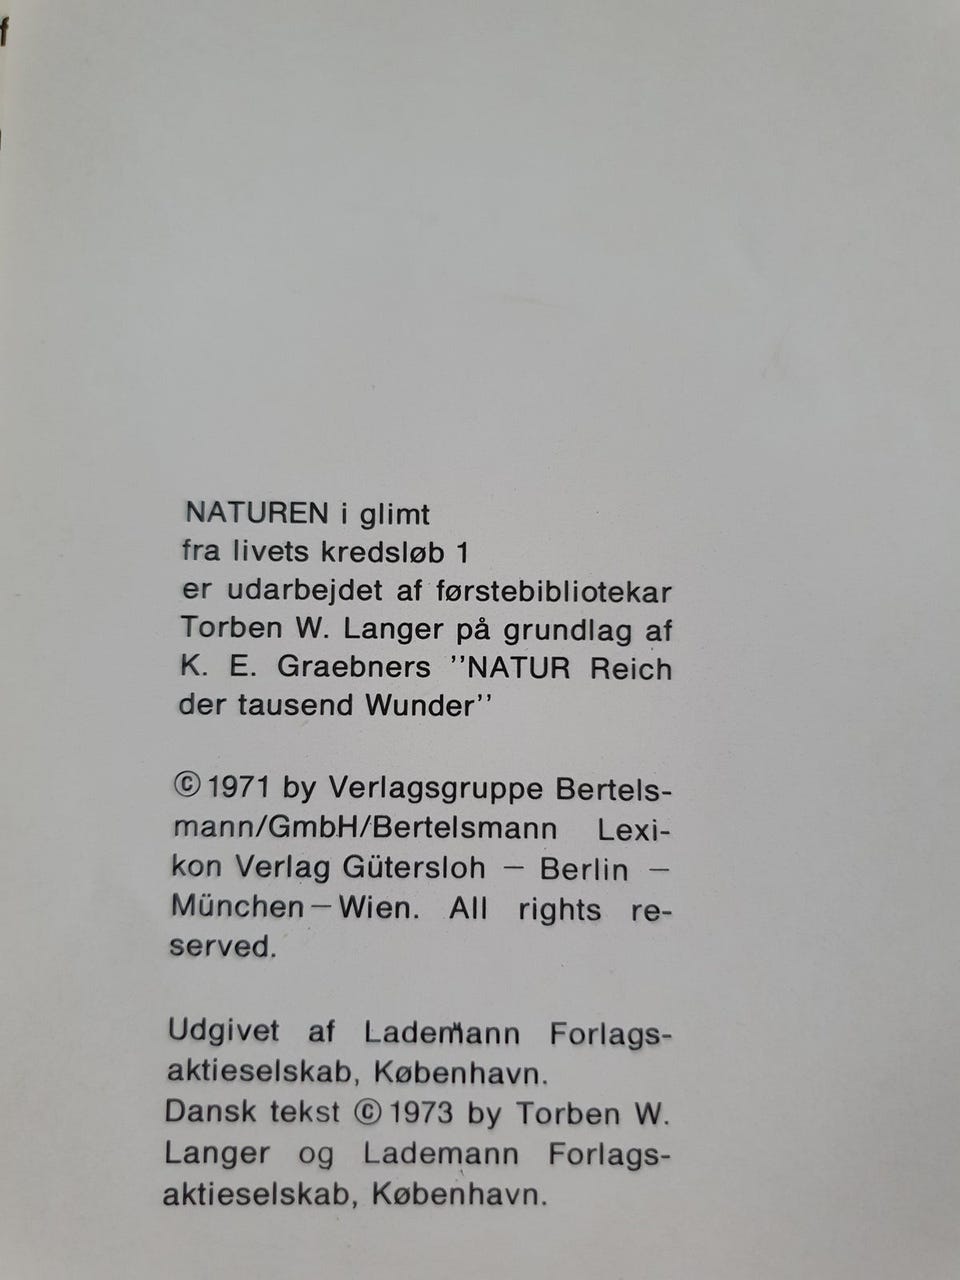 NATUREN i glimt
fra livets kredsløb 1
er udarbejdet af førstebibliotekar
Torben W. Langer på grundlag af
K. E. Graebners ''NATUR Reich
der tausend Wunder''
© 1971 by Verlagsgruppe Bertels-
mann/GmbH/Bertelsmann Lexi-
kon Verlag Gütersloh — Berlin —
München — Wien. All rights re-
served.
Udgivet af Lademann Forlags-
aktieselskab, København.
Dansk tekst © 1973 by Torben W.
Langer og Lademann Forlags-
aktieselskab, København.